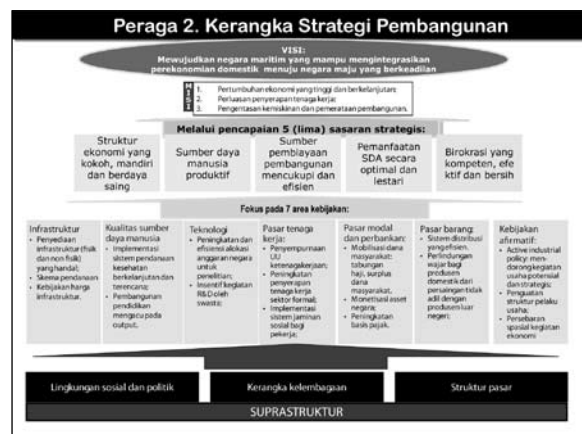 Peraga 2. Kerangka Strategi Pembangunan
VISI:
Mewujudkan negara maritim yang mampu mengintegrasikan
perekonomian domestik menuju negara maju yang berkeadilan
MISI
1. Pertumbuhan ekonomi yang tinggi dan berkelanjutan;
2. Perluasan penyerapan tenaga kerja;
3. Pengentasan kemiskinan dan pemerataan pembangunan.
Melalui pencapaian 5 (lima) sasaran strategis:
Struktur
ekonomi yang
kokoh, mandiri
dan berdaya
saing
Sumber daya
manusia
produktif
Sumber
pembiayaan
pembangunan
mencukupi dan
efisien
Pemanfaatan
SDA secara
optimal dan
lestari
Birokrasi yang
kompeten, efe
ktif dan bersih
Fokus pada 7 area kebijakan:
Infrastruktur
• Penyediaan
infrastruktur (fisik
dan non fisik) yang
handal;
• Skema pendanaan
• Kebijakan harga
infrastruktur.
Kualitas sumber
daya manusia
• Implementasi
sistem pendanaan
kesehatan
berkelanjutan dan
terencana;
• Pembangunan
pendidikan
mengacu pada
output.
Teknologi
• Peningkatan dan
efisiensi alokasi
anggaran negara
untuk
penelitian;
• Insentif kegiatan
R&D oleh
swasta;
Pasar tenaga
kerja:
• Penyempurnaan
UU
ketenagakerjaan;
• Peningkatan
penyerapan
tenaga kerja
sektor formal;
• Implementasi
sistem jaminan
sosial bagi
pekerja;
Pasar modal
dan perbankan:
• Mobilisasi dana
masyarakat:
tabungan
haji, surplus
dana
masyarakat.
• Monetisasi asset
negara;
• Peningkatan
basis pajak.
Pasar barang:
• Sistem distribusi
yang efisien.
• Perlindungan
wajar bagi
produsen
domestik dari
persaingan tidak
adil dengan
produsen luar
negeri;
Kebijakan
afirmatif:
• Active industrial
policy: men-
dorong kegiatan
usaha potensial
dan strategis;
• Penguatan
struktur pelaku
usaha;
• Persebaran
spasial kegiatan
ekonomi
Lingkungan sosial dan politik
Kerangka kelembagaan
Struktur pasar
SUPRASTRUKTUR